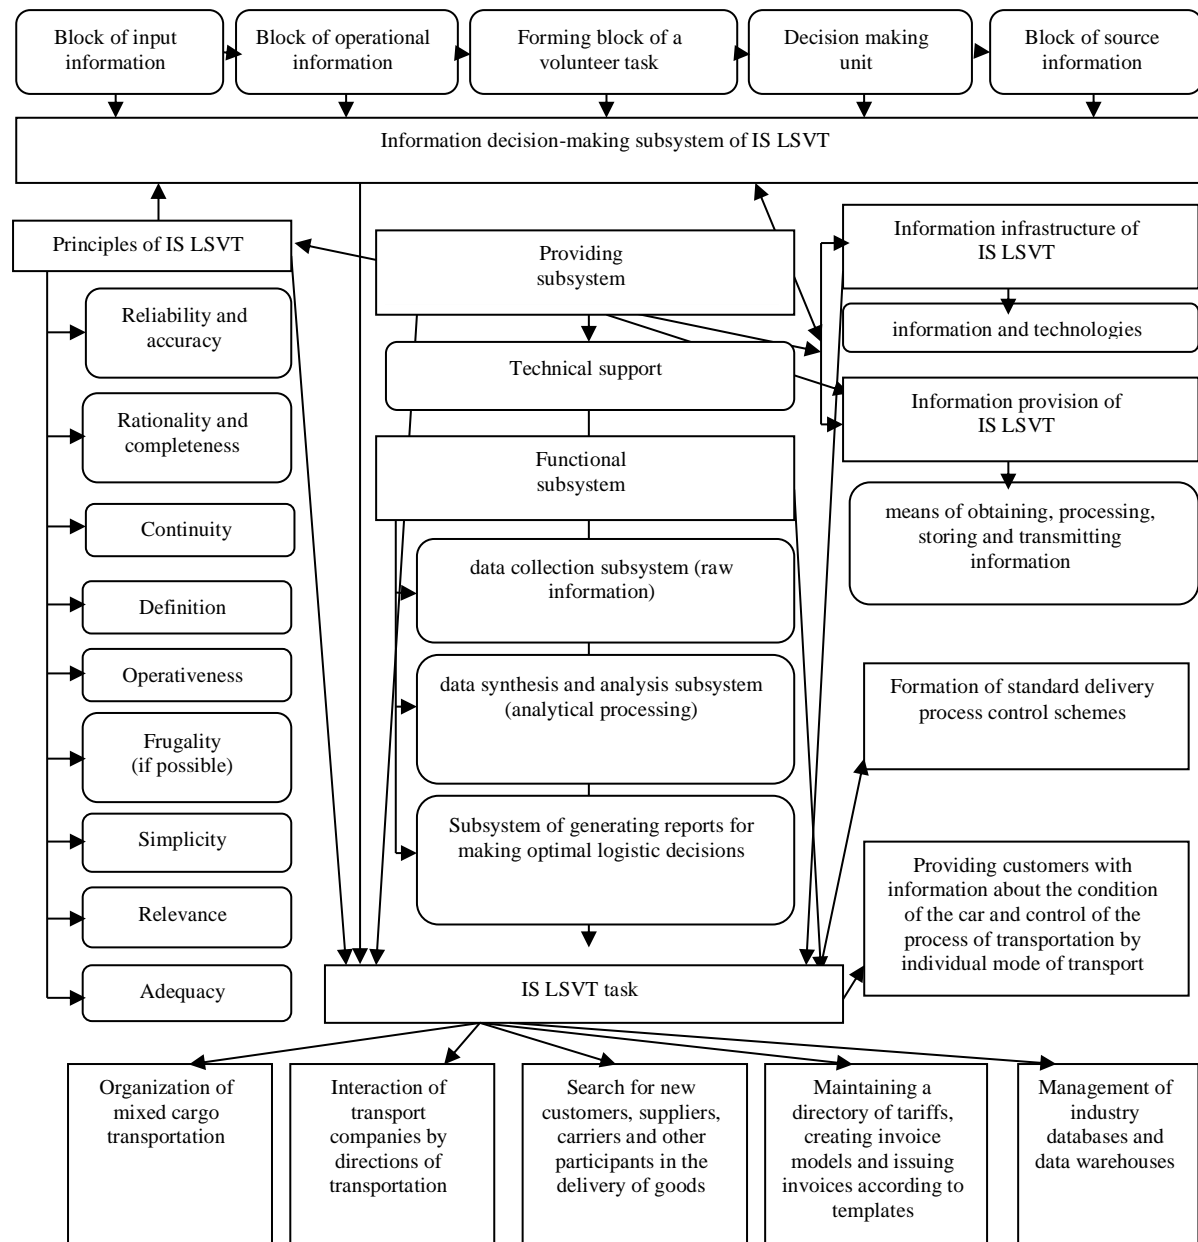 Block of input
information
Block of operational
information
Forming block of a
volunteer task
Decision making
unit
Block of source
information
Information decision-making subsystem of IS LSVT
Principles of IS LSVT
Reliability and
accuracy
Rationality and
completeness
Continuity
Definition
Operativeness
Frugality
(if possible)
Simplicity
Relevance
Adequacy
Providing
subsystem
Technical support
Functional
subsystem
data collection subsystem (raw
information)
data synthesis and analysis subsystem
(analytical processing)
Subsystem of generating reports for
making optimal logistic decisions
Information infrastructure of
IS LSVT
information and technologies
Information provision of
IS LSVT
means of obtaining, processing,
storing and transmitting
information
Formation of standard delivery
process control schemes
Providing customers with
information about the condition
of the car and control of the
process of transportation by
individual mode of transport
IS LSVT task
Organization of
mixed cargo
transportation
Interaction of
transport
companies by
directions of
transportation
Search for new
customers, suppliers,
carriers and other
participants in the
delivery of goods
Maintaining a
directory of tariffs,
creating invoice
models and issuing
invoices according to
templates
Management of
industry
databases and
data warehouses